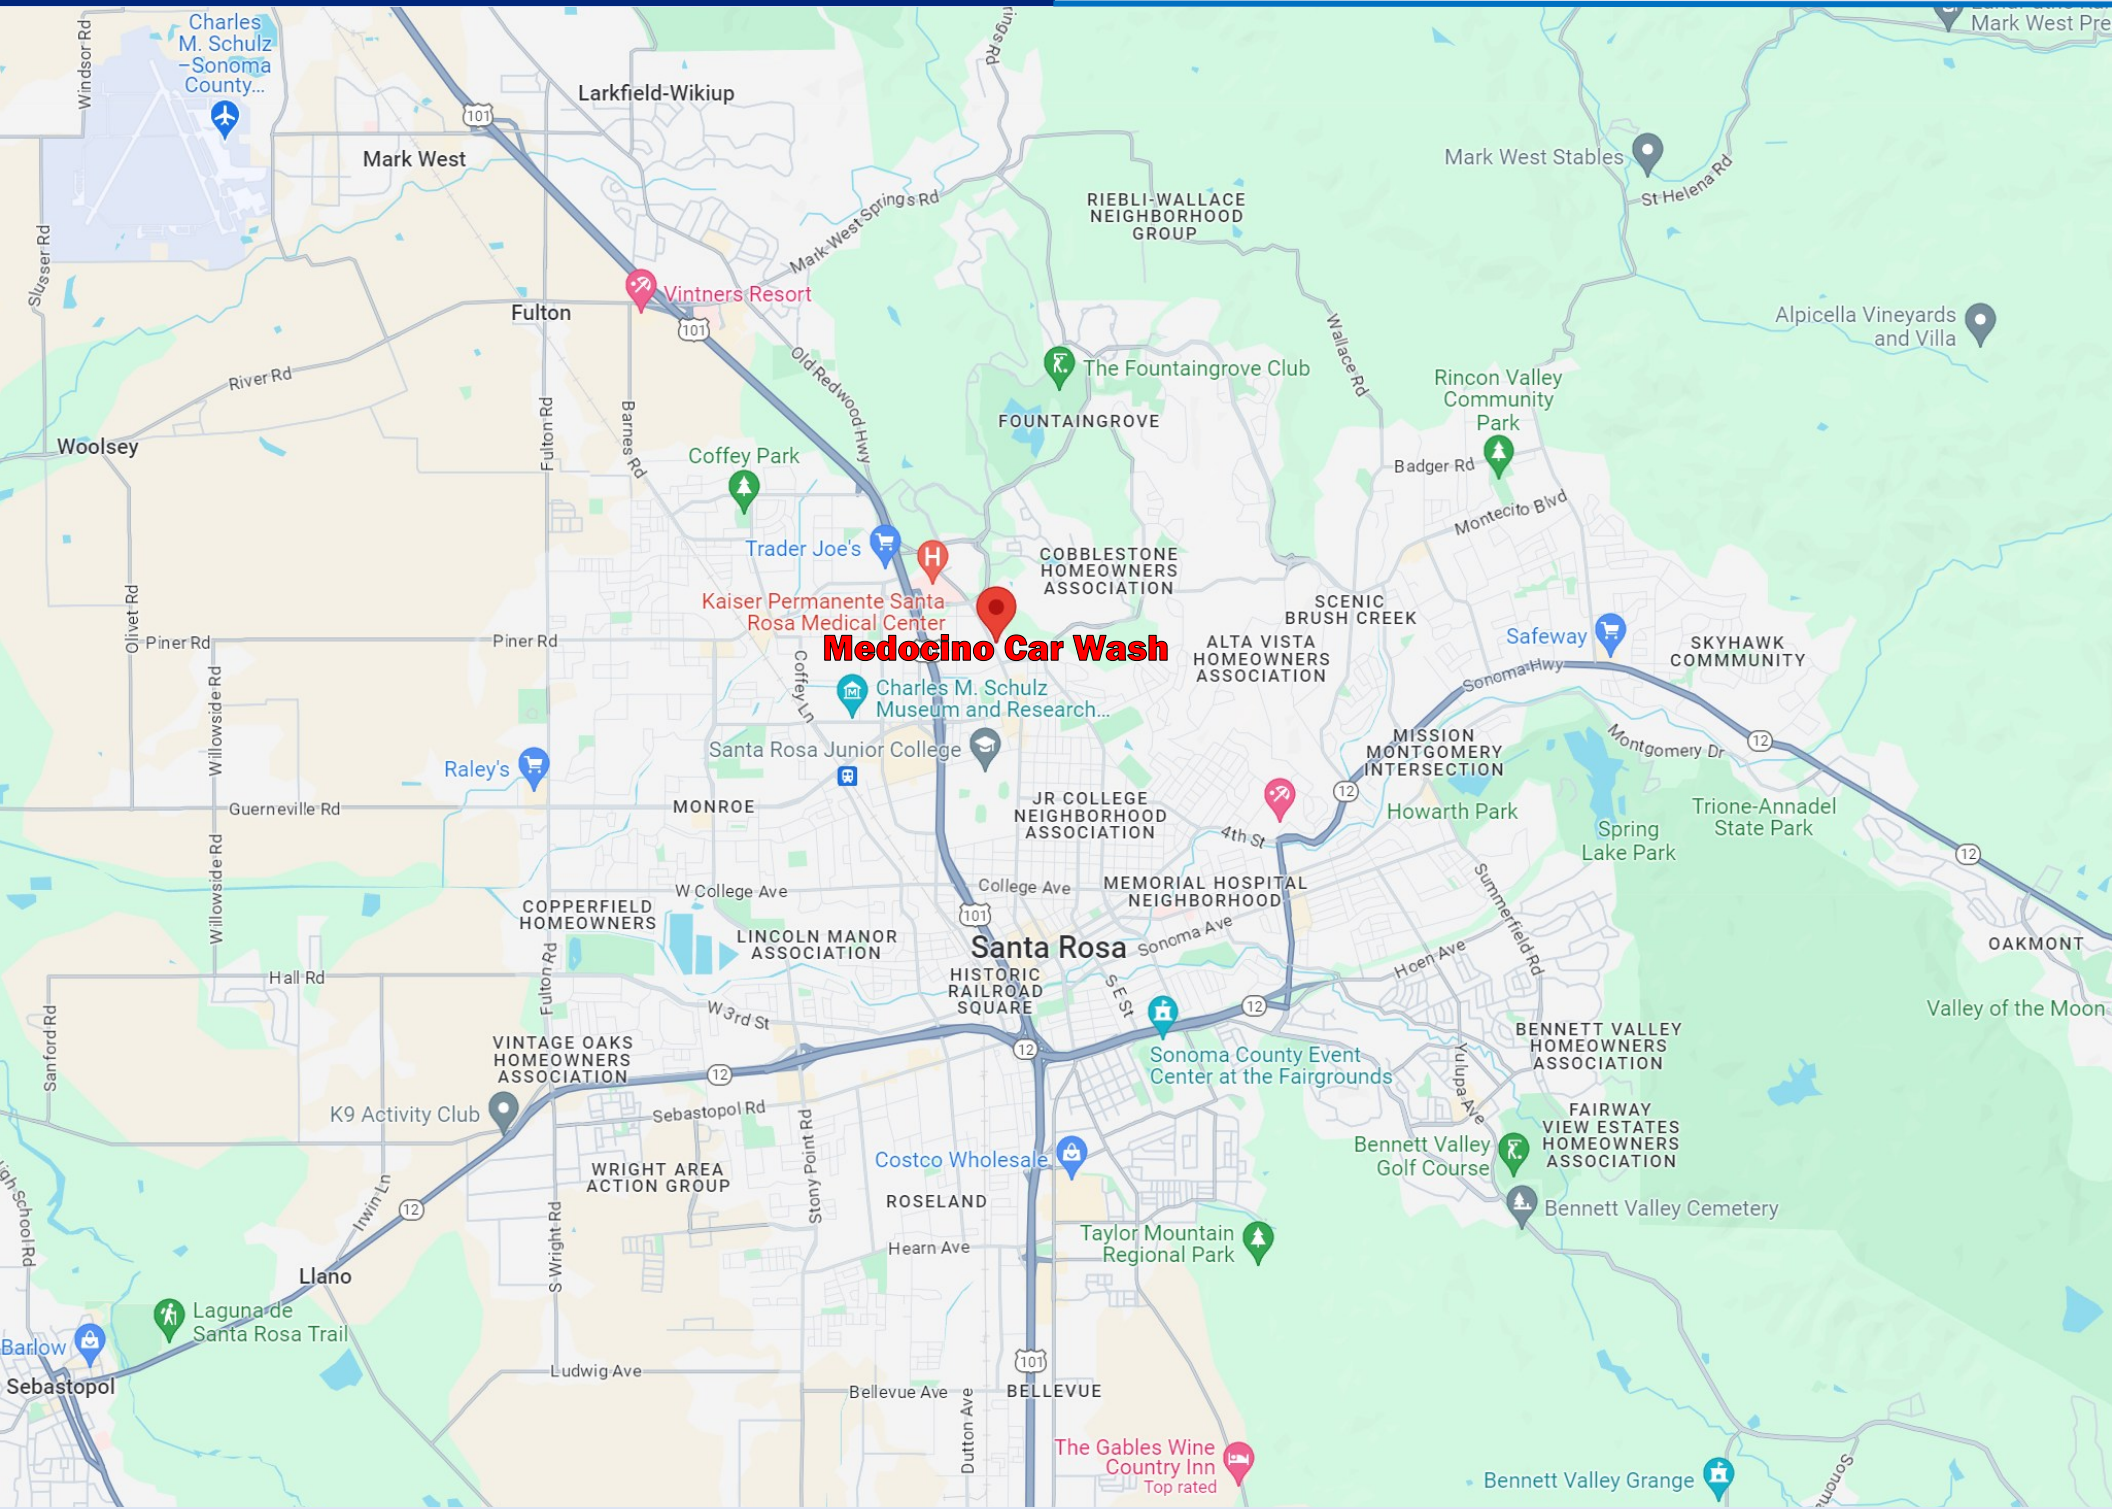 Charles
M. Schulz
–Sonoma
County...
Windsor Rd
Mark West Pre
101
Larkfield-Wikiup
Mark West
Mark West Stables
St Helena Rd
Mark West Springs Rd
RIEBLI-WALLACE
NEIGHBORHOOD
GROUP
Slusser Rd
Vintners Resort
Fulton
101
Alpicella Vineyards
and Villa
Wallace Rd
River Rd
Old Redwood Hwy
The Fountaingrove Club
FOUNTAINGROVE
Rincon Valley
Community
Park
Woolsey
Fulton Rd
Barnes Rd
Coffey Park
Badger Rd
Montecito Blvd
Trader Joe's
H
COBBLESTONE
HOMEOWNERS
ASSOCIATION
Kaiser Permanente Santa
Rosa Medical Center
Medocino Car Wash
SCENIC
BRUSH CREEK
Olivet Rd
Piner Rd
Piner Rd
ALTA VISTA
HOMEOWNERS
ASSOCIATION
Safeway
SKYHAWK
COMMMUNITY
Sonoma Hwy
Coffey Ln
Willowside Rd
Charles M. Schulz
Museum and Research...
Santa Rosa Junior College
MISSION
MONTGOMERY
INTERSECTION
Montgomery Dr
12
Raley's
Guerneville Rd
MONROE
JR COLLEGE
NEIGHBORHOOD
ASSOCIATION
4th St
12
Howarth Park
Spring
Lake Park
Trione-Annadel
State Park
12
Willowside Rd
W College Ave
College Ave
MEMORIAL HOSPITAL
NEIGHBORHOOD
Summerfield Rd
COPPERFIELD
HOMEOWNERS
101
LINCOLN MANOR
ASSOCIATION
Santa Rosa
Sonoma Ave
Hoen Ave
OAKMONT
Hall Rd
Fulton Rd
HISTORIC
RAILROAD
SQUARE
S E St
W 3rd St
12
Valley of the Moon
Sanford Rd
VINTAGE OAKS
HOMEOWNERS
ASSOCIATION
12
12
Sonoma County Event
Center at the Fairgrounds
Yulupa Ave
BENNETT VALLEY
HOMEOWNERS
ASSOCIATION
K9 Activity Club
Sebastopol Rd
Stony Point Rd
FAIRWAY
VIEW ESTATES
HOMEOWNERS
ASSOCIATION
Bennett Valley
Golf Course
Costco Wholesale
WRIGHT AREA
ACTION GROUP
ROSELAND
Irwin Ln
12
S Wright Rd
igh School Rd
Bennett Valley Cemetery
Hearn Ave
Taylor Mountain
Regional Park
Llano
Laguna de
Santa Rosa Trail
Barlow
Sebastopol
Ludwig Ave
101
Bellevue Ave
BELLEVUE
Dutton Ave
The Gables Wine
Country Inn
Top rated
Bennett Valley Grange